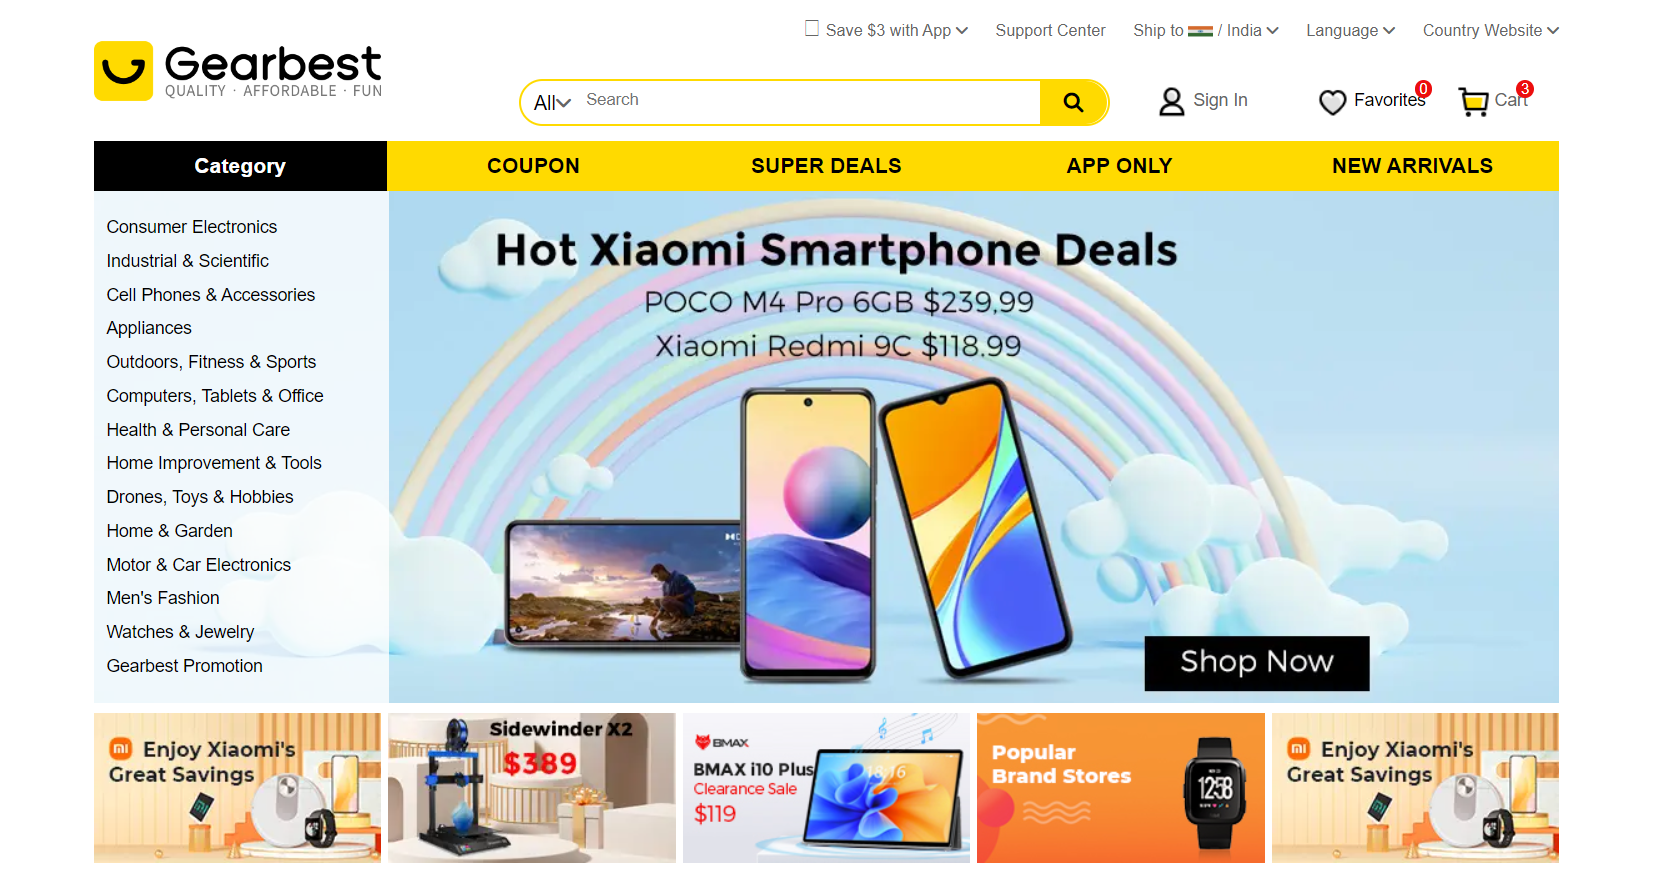 Save $3 with App
Support Center
Ship to / India
Language
Country Website
Gearbest
QUALITY · AFFORDABLE · FUN
All
Search
Sign In
Favorites
0
Cart
3
Category
COUPON
SUPER DEALS
APP ONLY
NEW ARRIVALS
Consumer Electronics
Industrial & Scientific
Cell Phones & Accessories
Appliances
Outdoors, Fitness & Sports
Computers, Tablets & Office
Health & Personal Care
Home Improvement & Tools
Drones, Toys & Hobbies
Home & Garden
Motor & Car Electronics
Men's Fashion
Watches & Jewelry
Gearbest Promotion
Hot Xiaomi Smartphone Deals
POCO M4 Pro 6GB $239,99
Xiaomi Redmi 9C $118.99
Shop Now
Enjoy Xiaomi's
Great Savings
Sidewinder X2
$389
BMAX
BMAX i10 Plus
Clearance Sale
$119
18 16
Popular
Brand Stores
12:58
Enjoy Xiaomi's
Great Savings